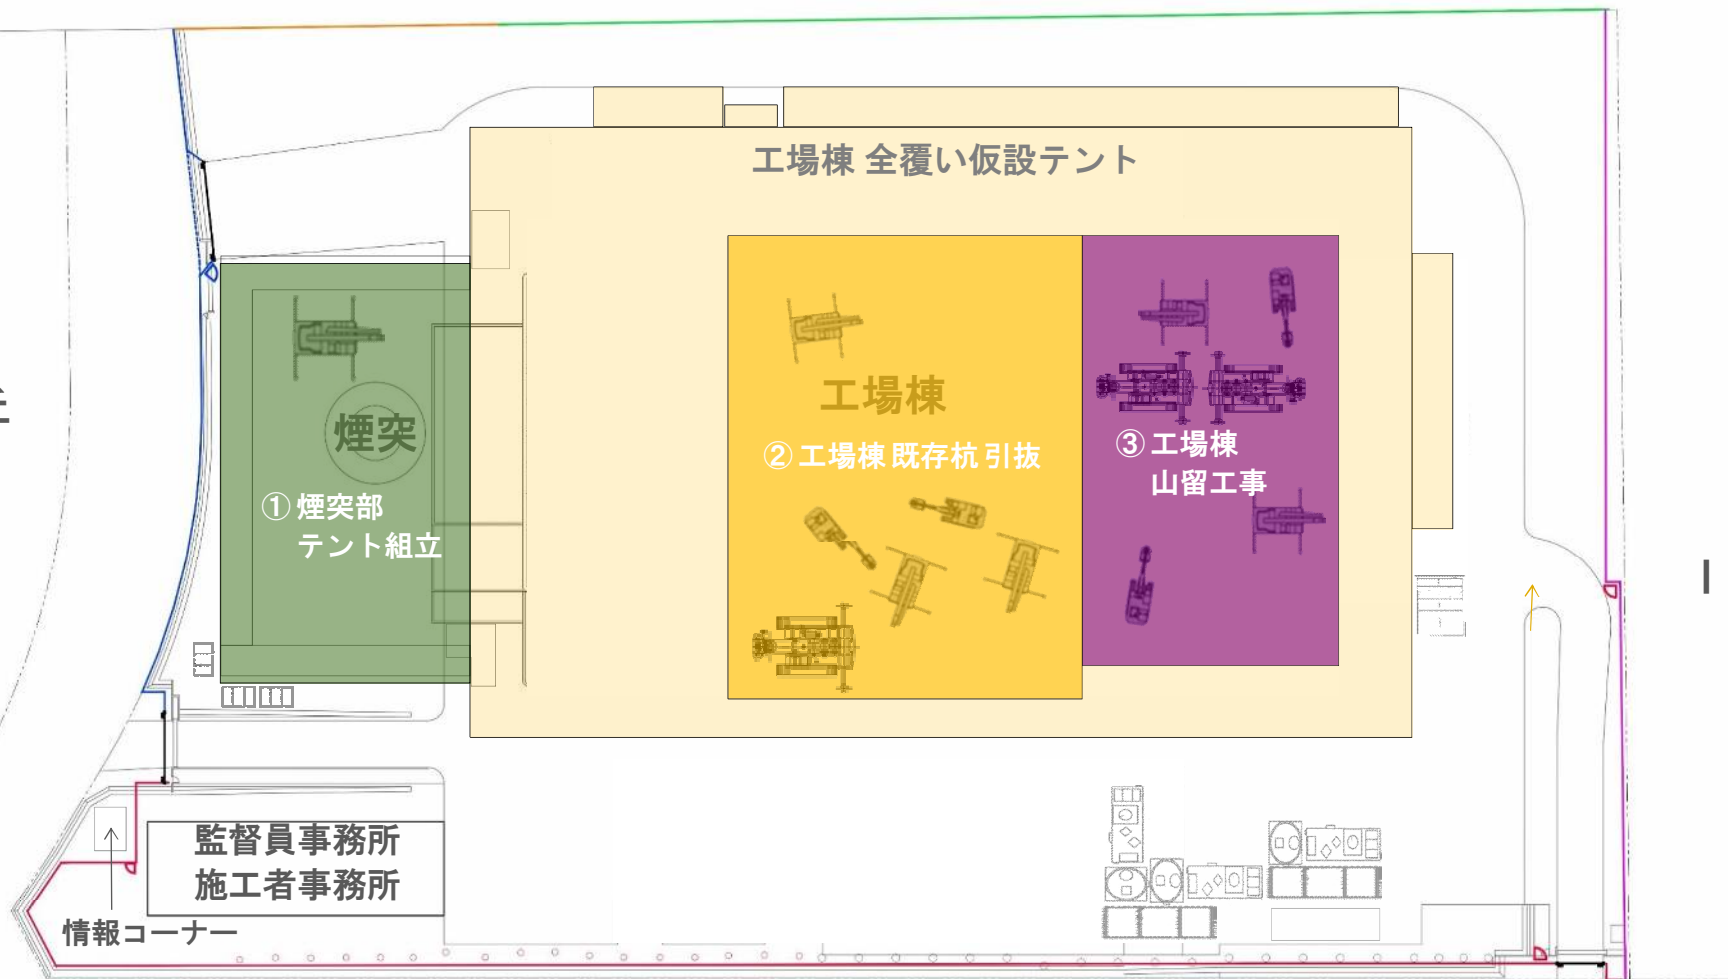 工場棟 全覆い仮設テント
工場棟
煙突
① 煙突部
テント組立
② 工場棟 既存杭 引抜
③ 工場棟
山留工事
監督員事務所
施工者事務所
情報コーナー